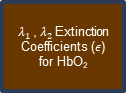 λ₁ , λ₂ Extinction
Coefficients (ϵ)
for HbO₂